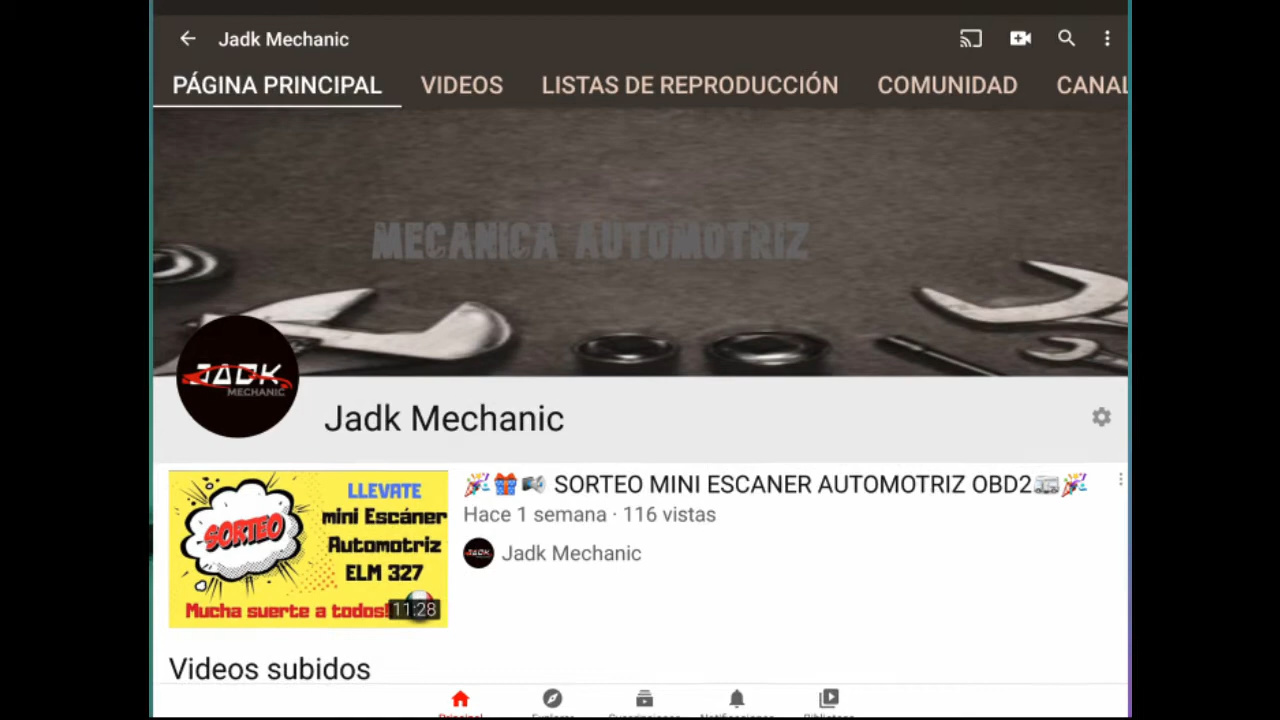 Jadk Mechanic
PÁGINA PRINCIPAL VIDEOS LISTAS DE REPRODUCCIÓN COMUNIDAD CANAL
MECANICA AUTOMOTRIZ
JADK
MECHANIC
Jadk Mechanic
SORTEO
LLEVATE
mini Escáner
Automotriz
ELM 327
Mucha suerte a todos!
11:28
🎉🎁📢 SORTEO MINI ESCANER AUTOMOTRIZ OBD2🚐🎉
Hace 1 semana · 116 vistas
JADK
Jadk Mechanic
Videos subidos